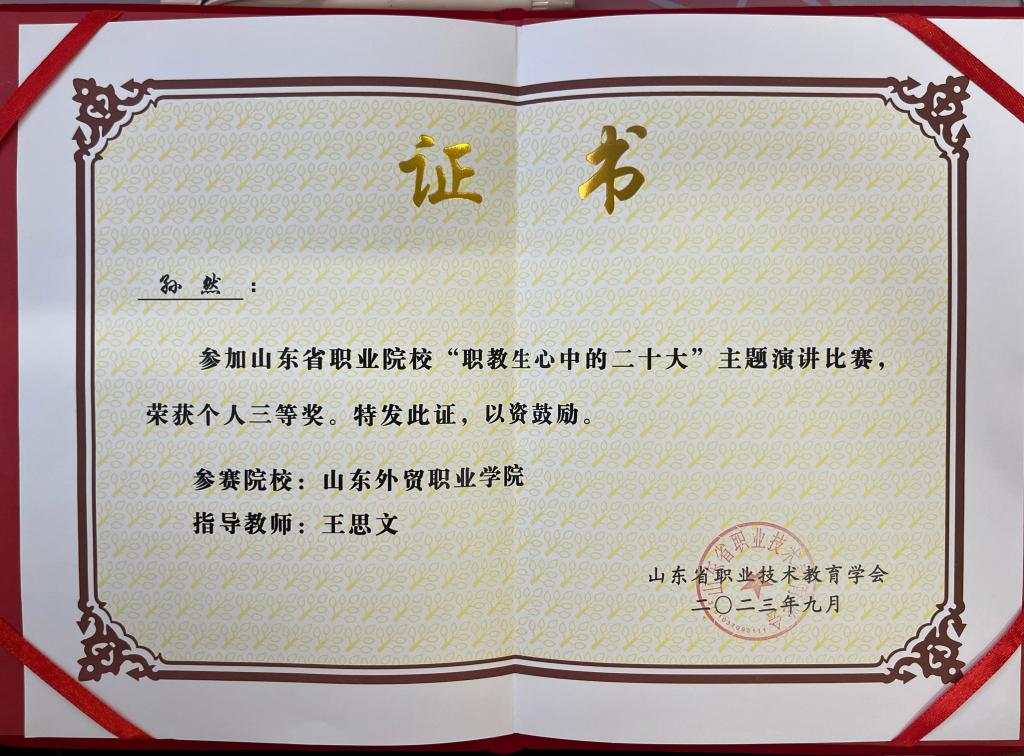 证书
孙然：
参加山东省职业院校“职教生心中的二十大”主题演讲比赛，
荣获个人三等奖。特发此证，以资鼓励。
参赛院校：山东外贸职业学院
指导教师：王思文
山东省职业技术教育学会
二〇二三年九月